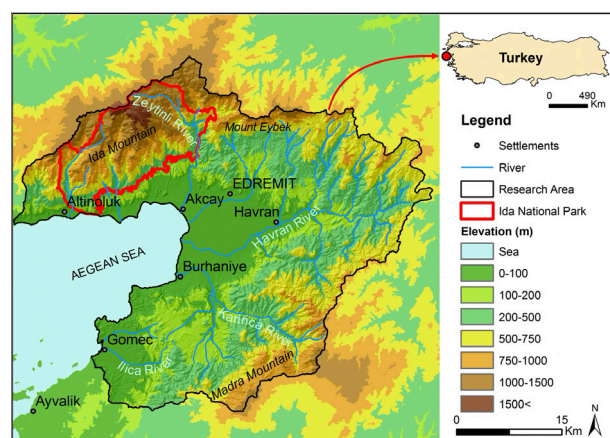 Turkey
0 490
KM
Legend
Settlements
River
Research Area
Ida National Park
Elevation (m)
Sea
0-100
100-200
200-500
500-750
750-1000
1000-1500
1500<
0 15
Km
N
Zeytinli River
Ida Mountain
Mount Eybek
EDREMIT
Altinoluk
Akcay
Havran
Havran River
AEGEAN SEA
Burhaniye
Karinca River
Gomec
Ilica River
Madra Mountain
Ayvalik